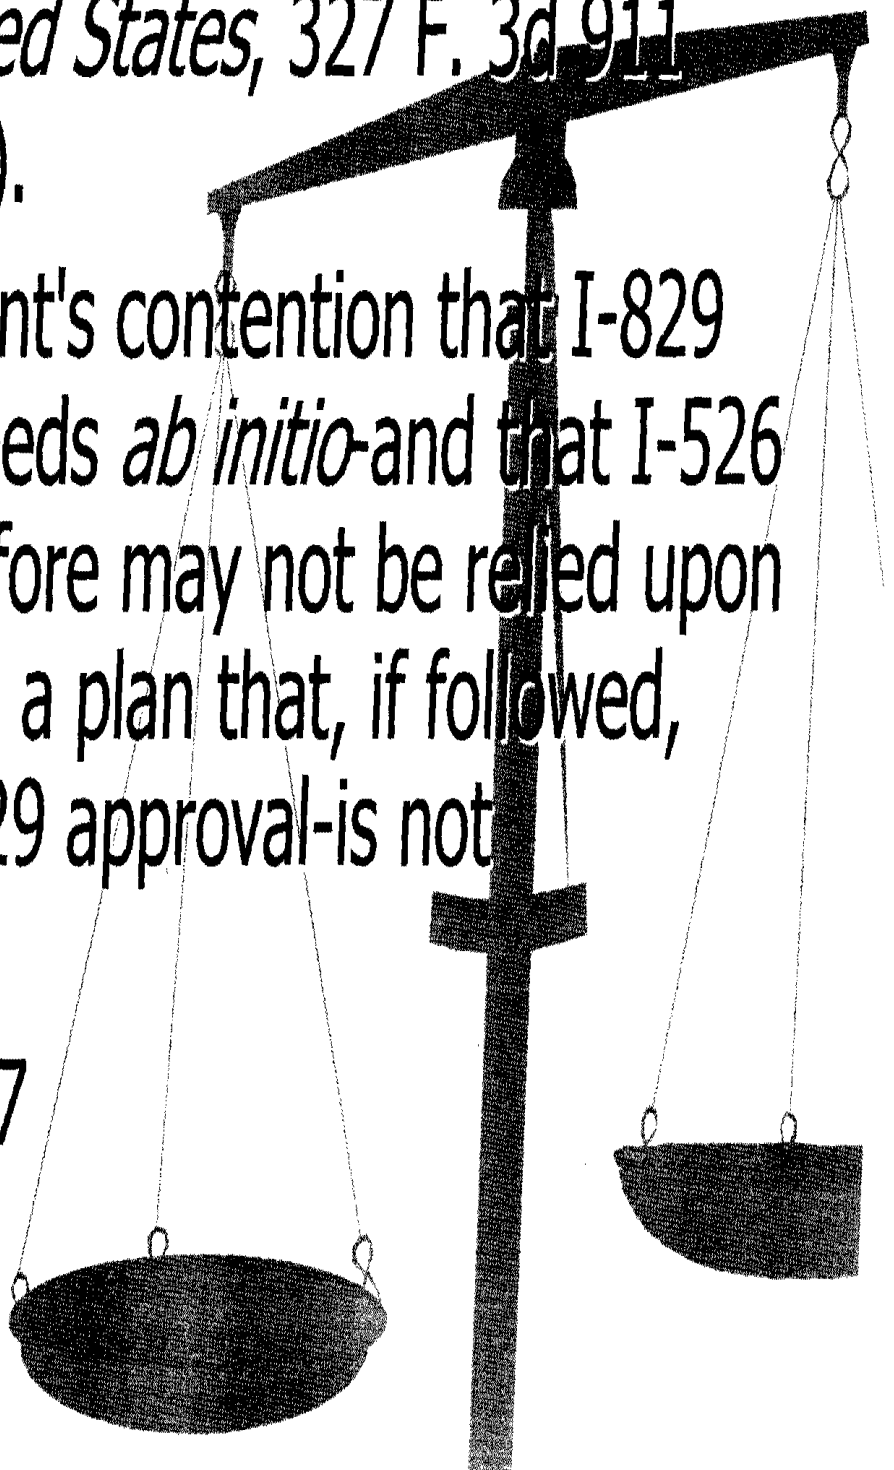 ed States, 327 F. 3d 911
).
nt's contention that I-829
eds ab initio-and that I-526
fore may not be relied upon
a plan that, if followed,
29 approval-is not
7